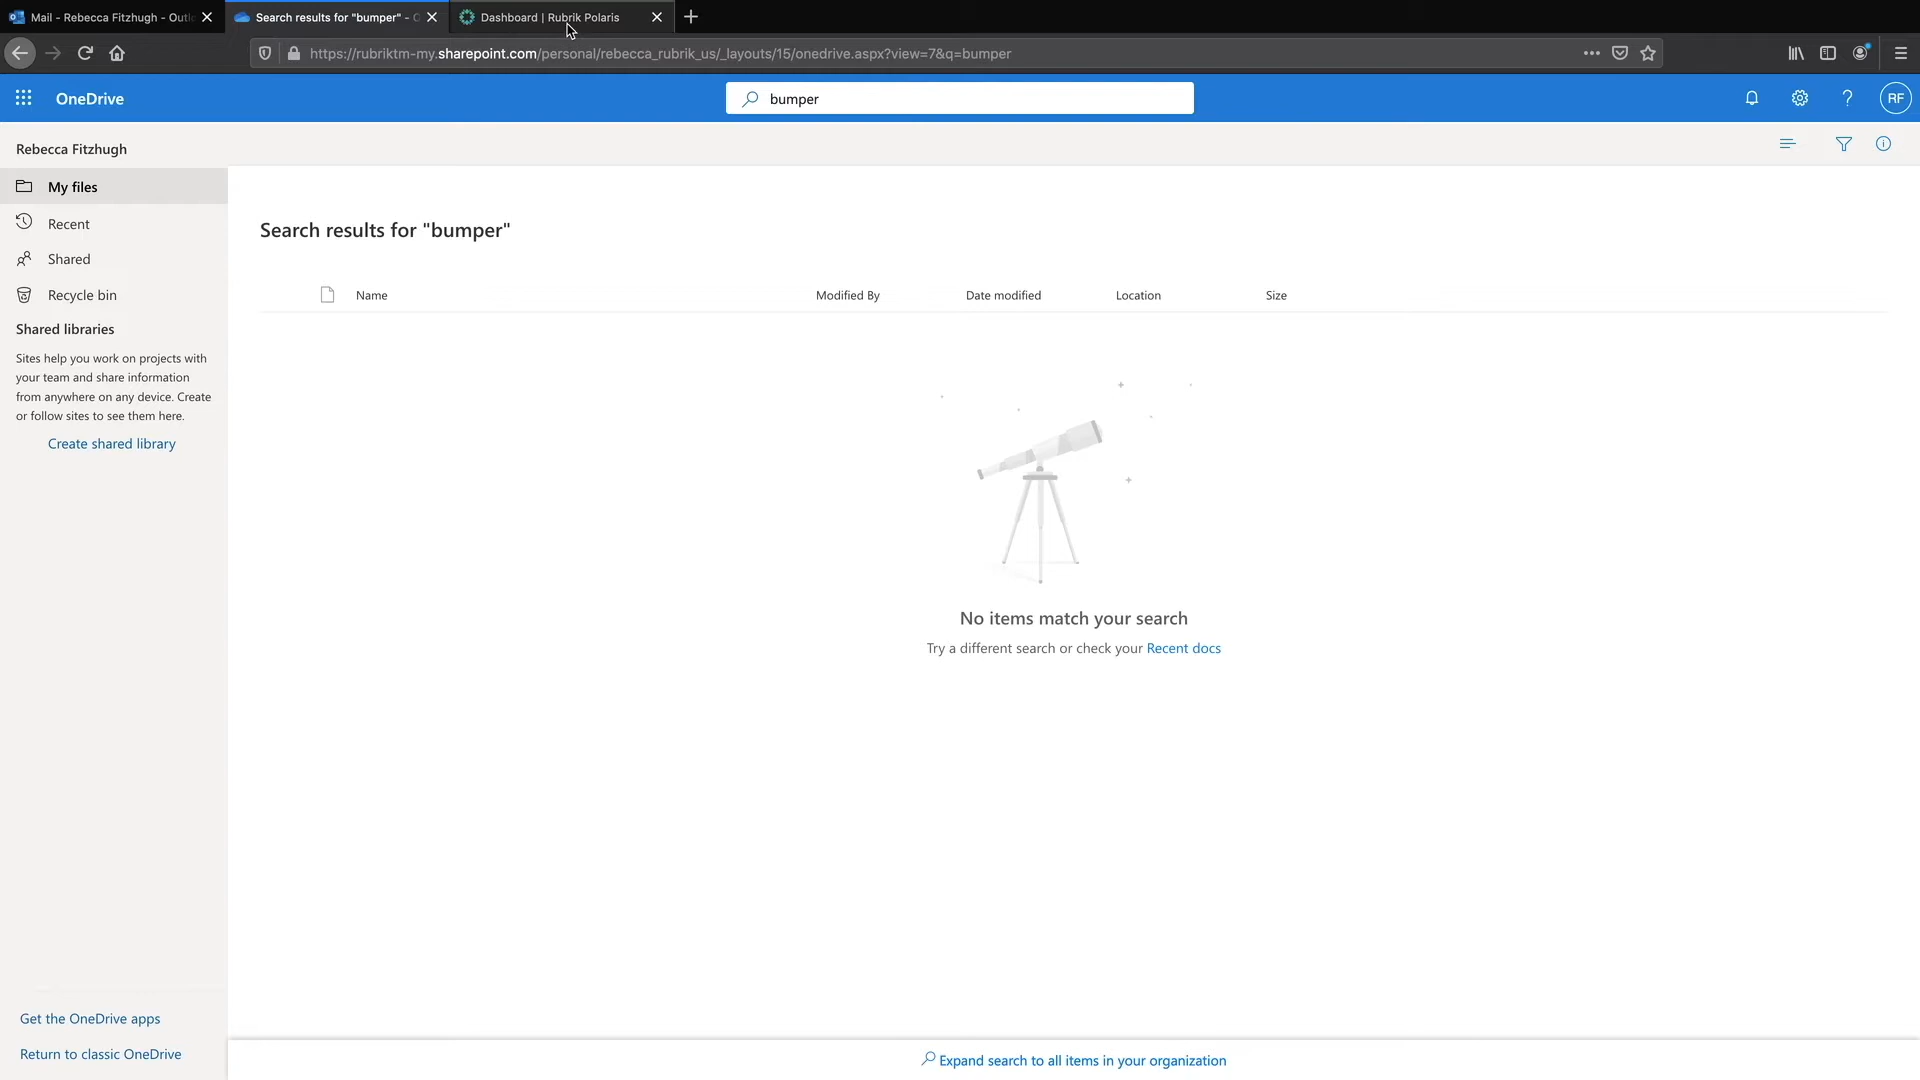 Mail - Rebecca Fitzhugh - Outl
Search results for "bumper" - O
Dashboard | Rubrik Polaris
https://rubriktm-my.sharepoint.com/personal/rebecca_rubrik_us/_layouts/15/onedrive.aspx?view=7&q=bumper
OneDrive
bumper
RF
Rebecca Fitzhugh
My files
Recent
Shared
Recycle bin
Shared libraries
Sites help you work on projects with
your team and share information
from anywhere on any device. Create
or follow sites to see them here.
Create shared library
Search results for "bumper"
Name Modified By Date modified Location Size
No items match your search
Try a different search or check your Recent docs
Get the OneDrive apps
Return to classic OneDrive
Expand search to all items in your organization